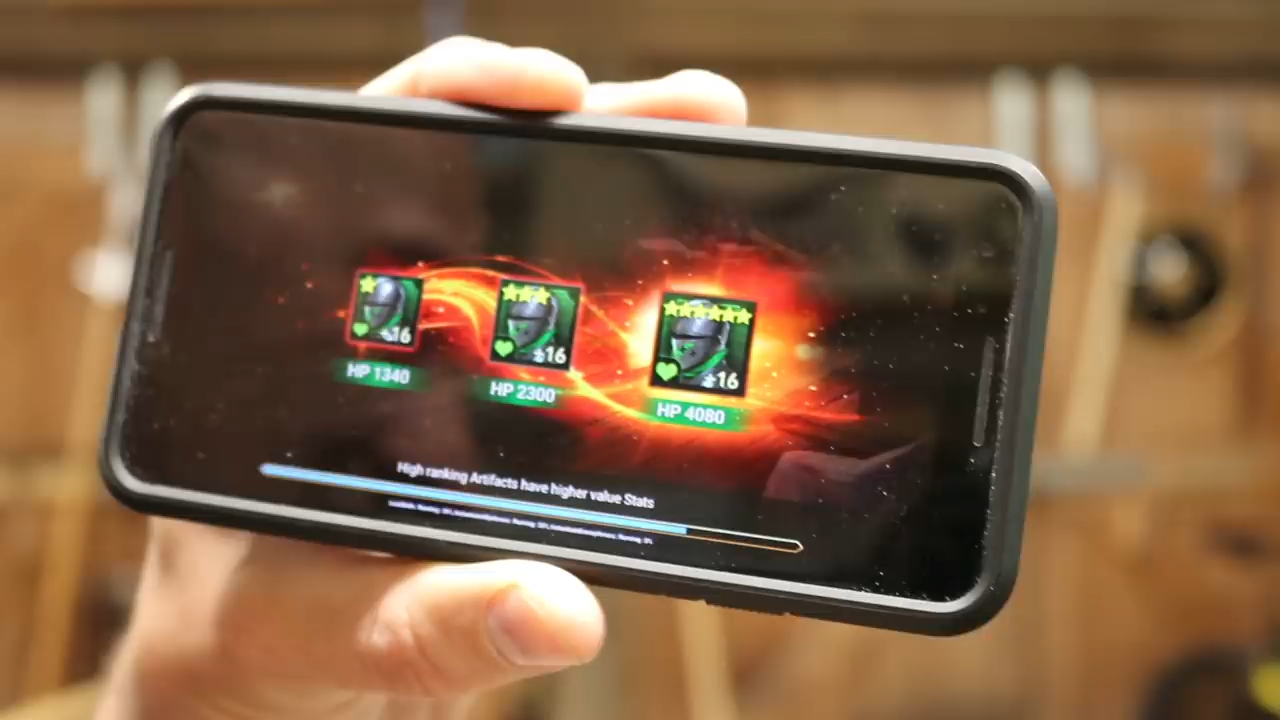 +16
+16
+16
HP 1340
HP 2300
HP 4080
High ranking Artifacts have higher value Stats